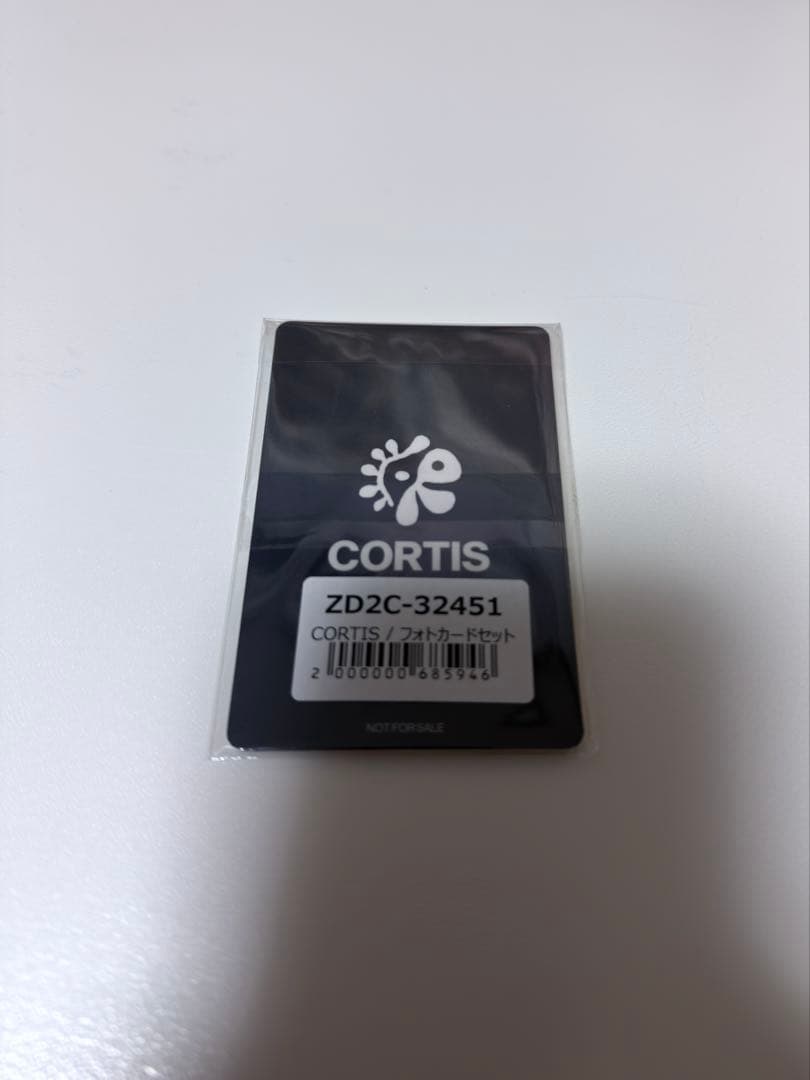 CORTIS
ZD2C-32451
CORTIS / フォトカードセット
2 000000 685946
NOT FOR SALE